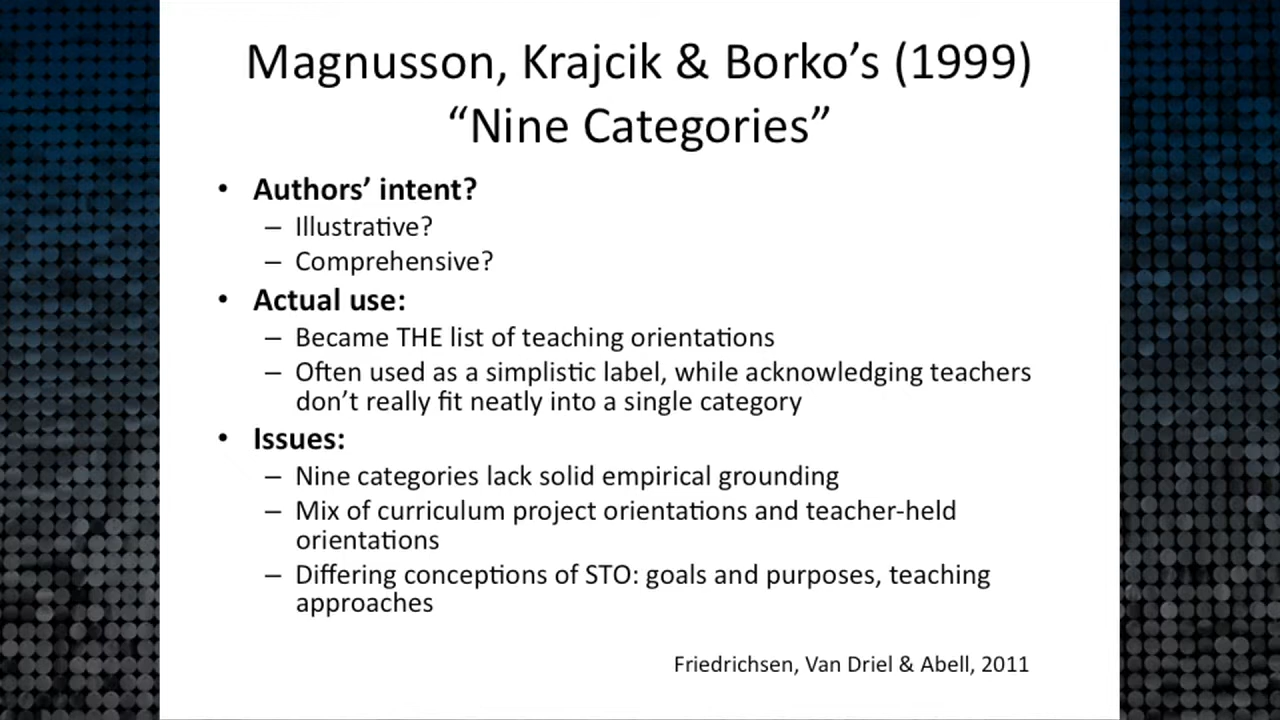 Magnusson, Krajcik & Borko’s (1999)
“Nine Categories”
• Authors’ intent?
– Illustrative?
– Comprehensive?
• Actual use:
– Became THE list of teaching orientations
– Often used as a simplistic label, while acknowledging teachers
don’t really fit neatly into a single category
• Issues:
– Nine categories lack solid empirical grounding
– Mix of curriculum project orientations and teacher-held
orientations
– Differing conceptions of STO: goals and purposes, teaching
approaches
Friedrichsen, Van Driel & Abell, 2011